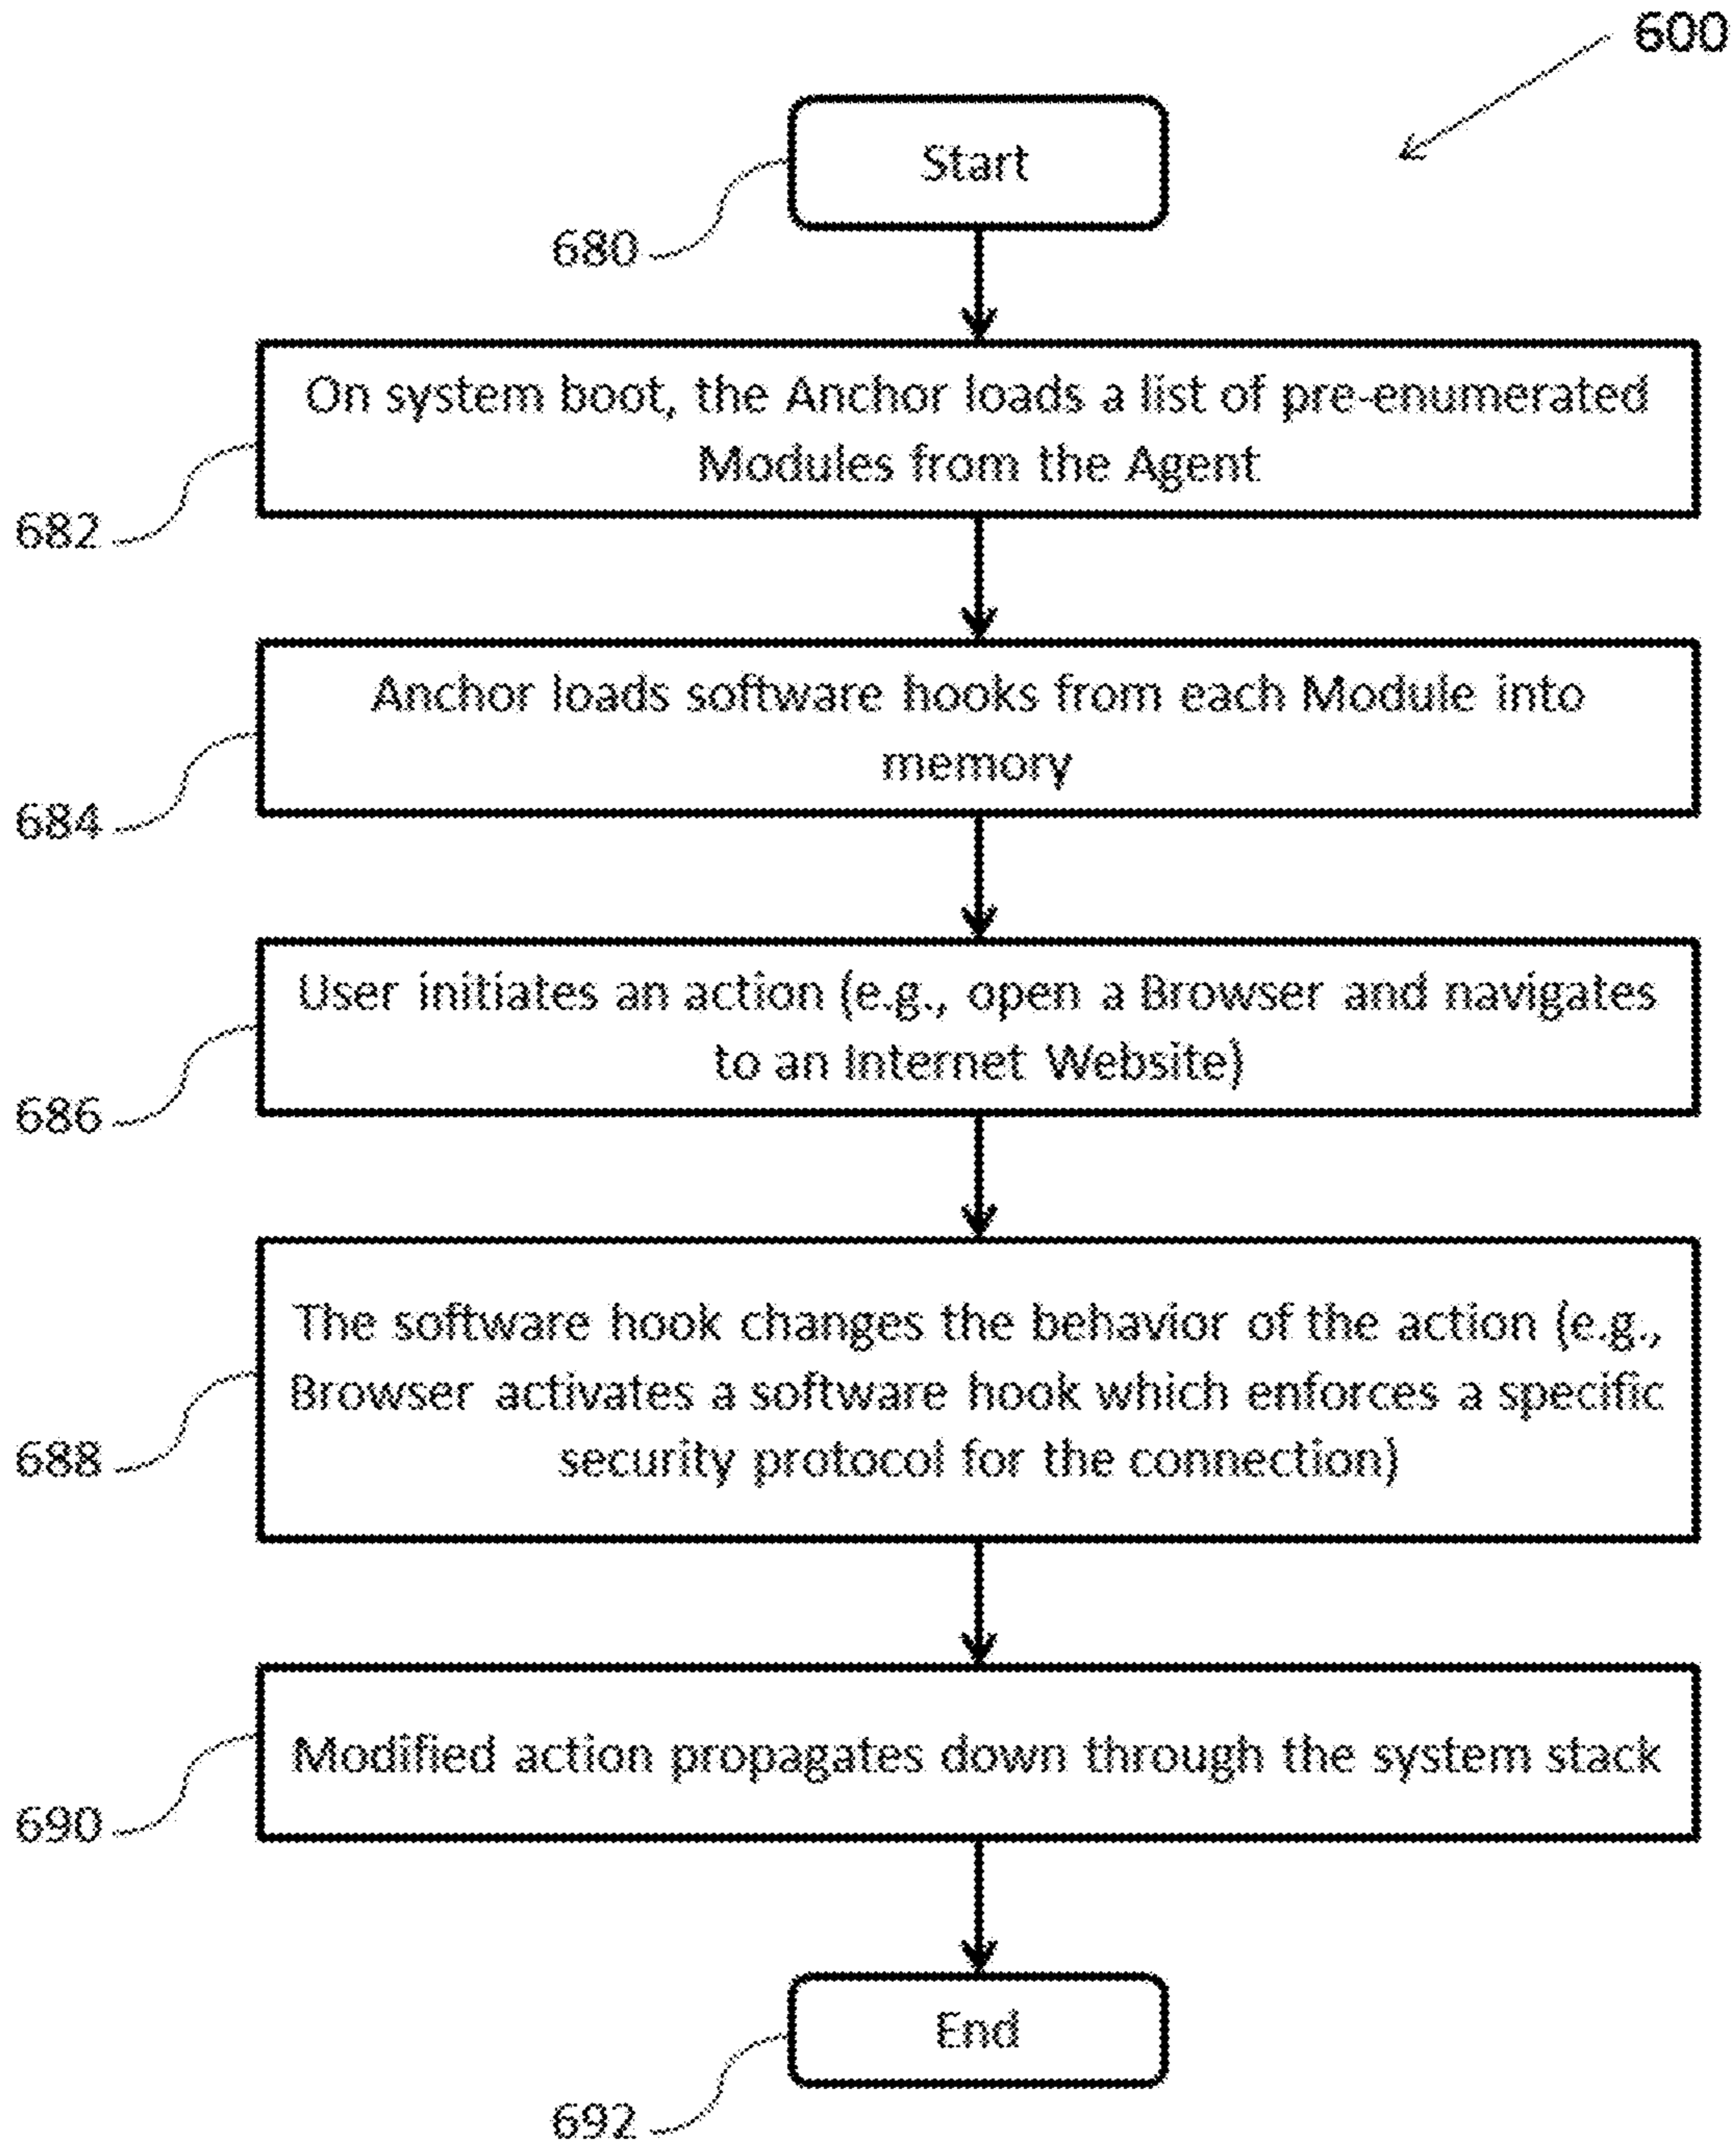 600
Start
680
On system boot, the Anchor loads a list of pre-enumerated
Modules from the Agent
682
Anchor loads software hooks from each Module into
memory
684
User initiates an action (e.g., open a Browser and navigates
to an Internet Website)
686
The software hook changes the behavior of the action (e.g.,
Browser activates a software hook which enforces a specific
security protocol for the connection)
688
Modified action propagates down through the system stack
690
End
692